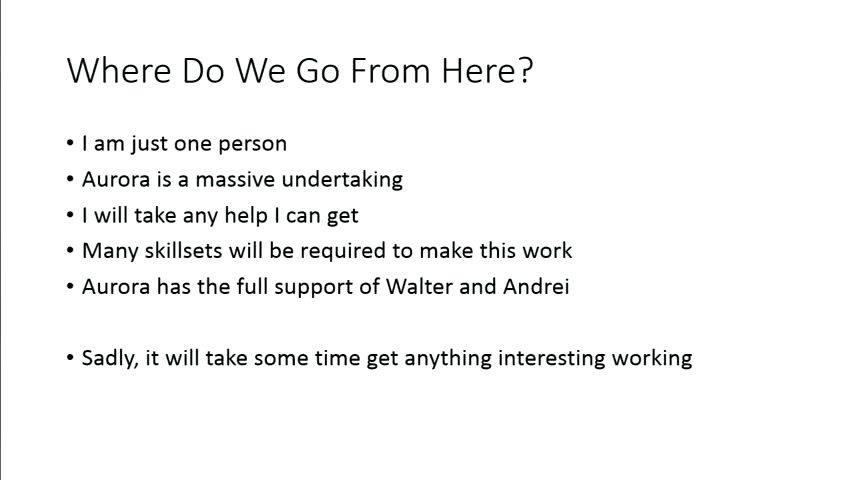 Where Do We Go From Here?
• I am just one person
• Aurora is a massive undertaking
• I will take any help I can get
• Many skillsets will be required to make this work
• Aurora has the full support of Walter and Andrei
• Sadly, it will take some time get anything interesting working